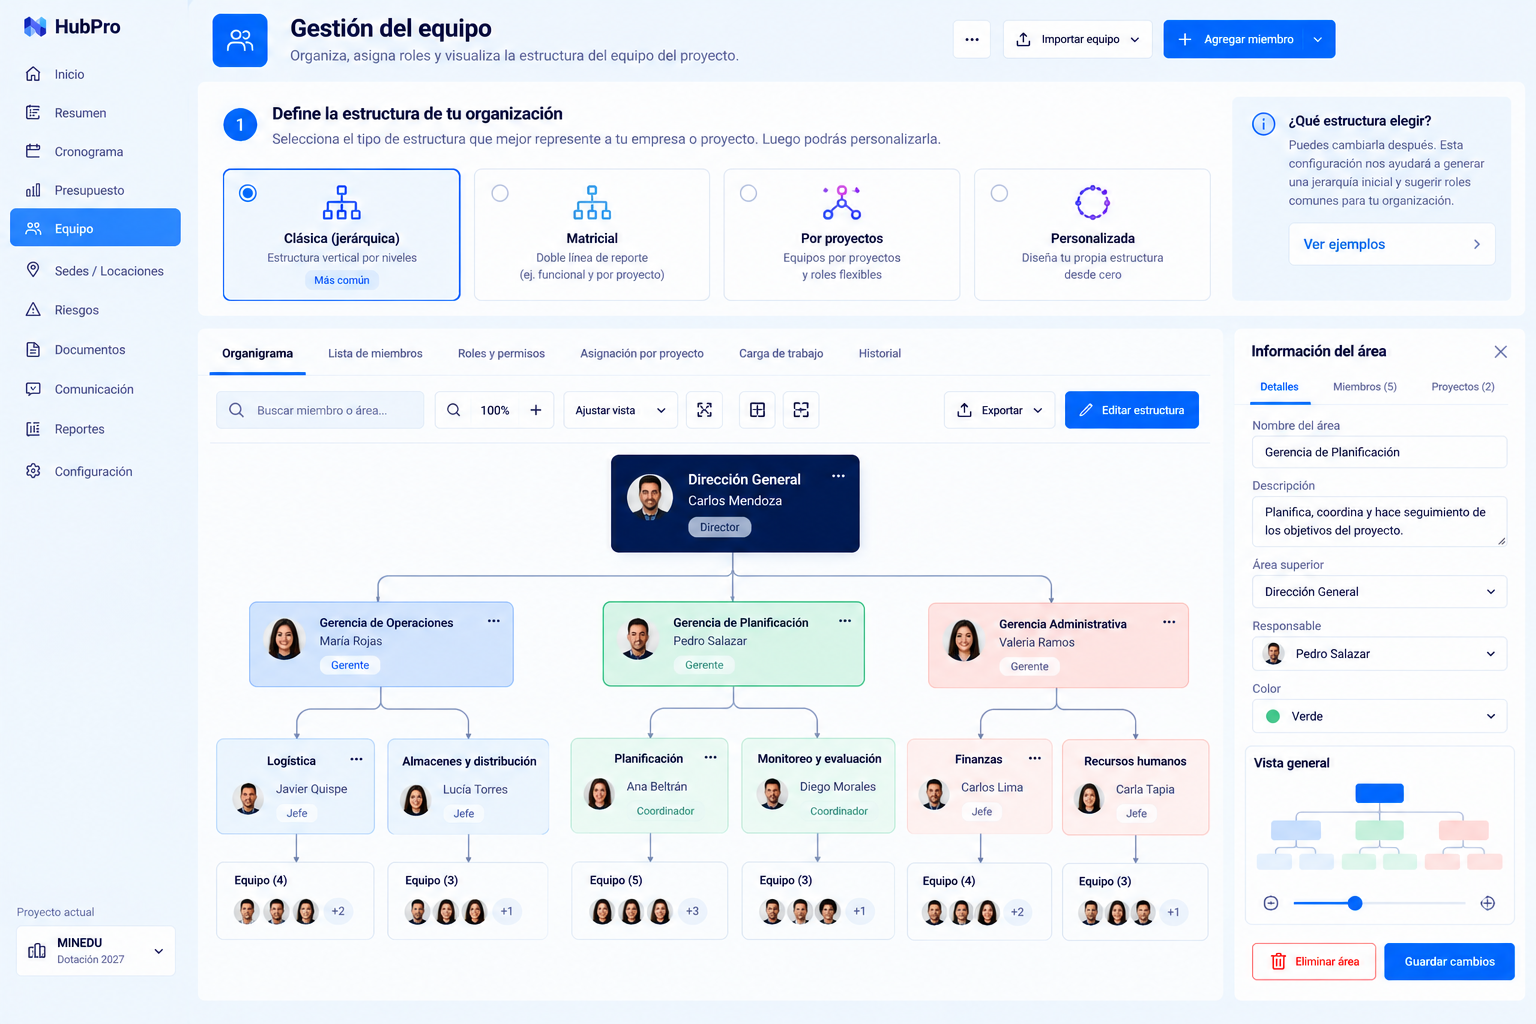 HubPro
Inicio
Resumen
Cronograma
Presupuesto
Equipo
Sedes / Locaciones
Riesgos
Documentos
Comunicación
Reportes
Configuración
Proyecto actual
MINEDU
Dotación 2027
Gestión del equipo
Organiza, asigna roles y visualiza la estructura del equipo del proyecto.
Importar equipo
Agregar miembro
1
Define la estructura de tu organización
Selecciona el tipo de estructura que mejor represente a tu empresa o proyecto. Luego podrás personalizarla.
Clásica (jerárquica)
Estructura vertical por niveles
Más común
Matricial
Doble línea de reporte
(ej. funcional y por proyecto)
Por proyectos
Equipos por proyectos
y roles flexibles
Personalizada
Diseña tu propia estructura
desde cero
¿Qué estructura elegir?
Puedes cambiarla después. Esta
configuración nos ayudará a generar
una jerarquía inicial y sugerir roles
comunes para tu organización.
Ver ejemplos
Organigrama
Lista de miembros
Roles y permisos
Asignación por proyecto
Carga de trabajo
Historial
Buscar miembro o área...
100%
Ajustar vista
Exportar
Editar estructura
Dirección General
Carlos Mendoza
Director
Gerencia de Operaciones
María Rojas
Gerente
Gerencia de Planificación
Pedro Salazar
Gerente
Gerencia Administrativa
Valeria Ramos
Gerente
Logística
Javier Quispe
Jefe
Almacenes y distribución
Lucía Torres
Jefe
Planificación
Ana Beltrán
Coordinador
Monitoreo y evaluación
Diego Morales
Coordinador
Finanzas
Carlos Lima
Jefe
Recursos humanos
Carla Tapia
Jefe
Equipo (4)
+2
Equipo (3)
+1
Equipo (5)
+3
Equipo (3)
+1
Equipo (4)
+2
Equipo (3)
+1
Información del área
Detalles
Miembros (5)
Proyectos (2)
Nombre del área
Gerencia de Planificación
Descripción
Planifica, coordina y hace seguimiento de
los objetivos del proyecto.
Área superior
Dirección General
Responsable
Pedro Salazar
Color
Verde
Vista general
Eliminar área
Guardar cambios